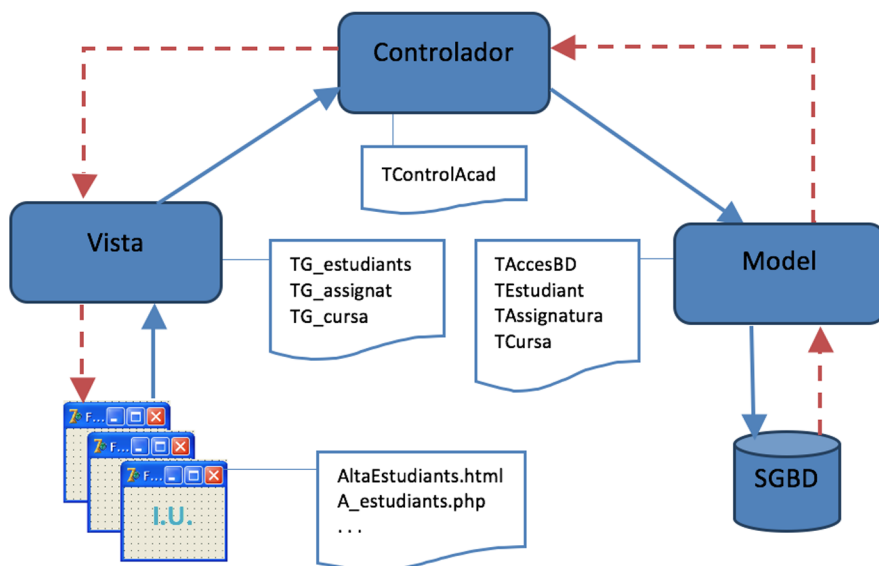 Controlador
TControlAcad
Vista
TG_estudiants
TG_assignat
TG_cursa
TAccesBD
TEstudiant
TAssignatura
TCursa
Model
F...
F...
F...
I.U.
AltaEstudiants.html
A_estudiants.php
. . .
SGBD